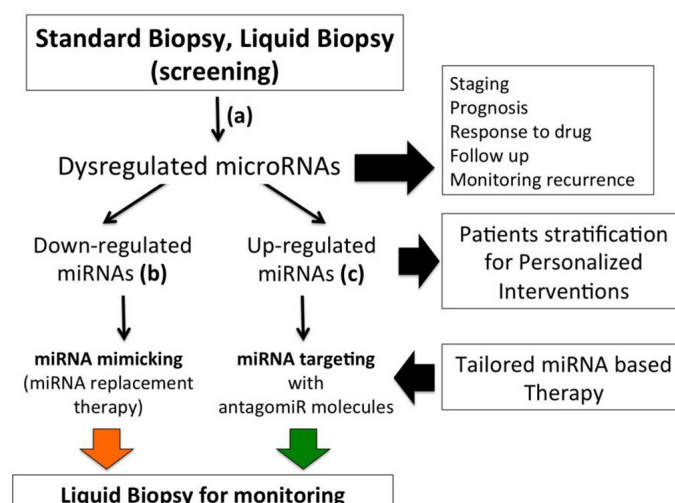 Standard Biopsy, Liquid Biopsy
(screening)
(a)
Dysregulated microRNAs
Staging
Prognosis
Response to drug
Follow up
Monitoring recurrence
Down-regulated
miRNAs (b)
Up-regulated
miRNAs (c)
Patients stratification
for Personalized
Interventions
miRNA mimicking
(miRNA replacement
therapy)
miRNA targeting
with
antagomiR molecules
Tailored miRNA based
Therapy
Liquid Biopsy for monitoring